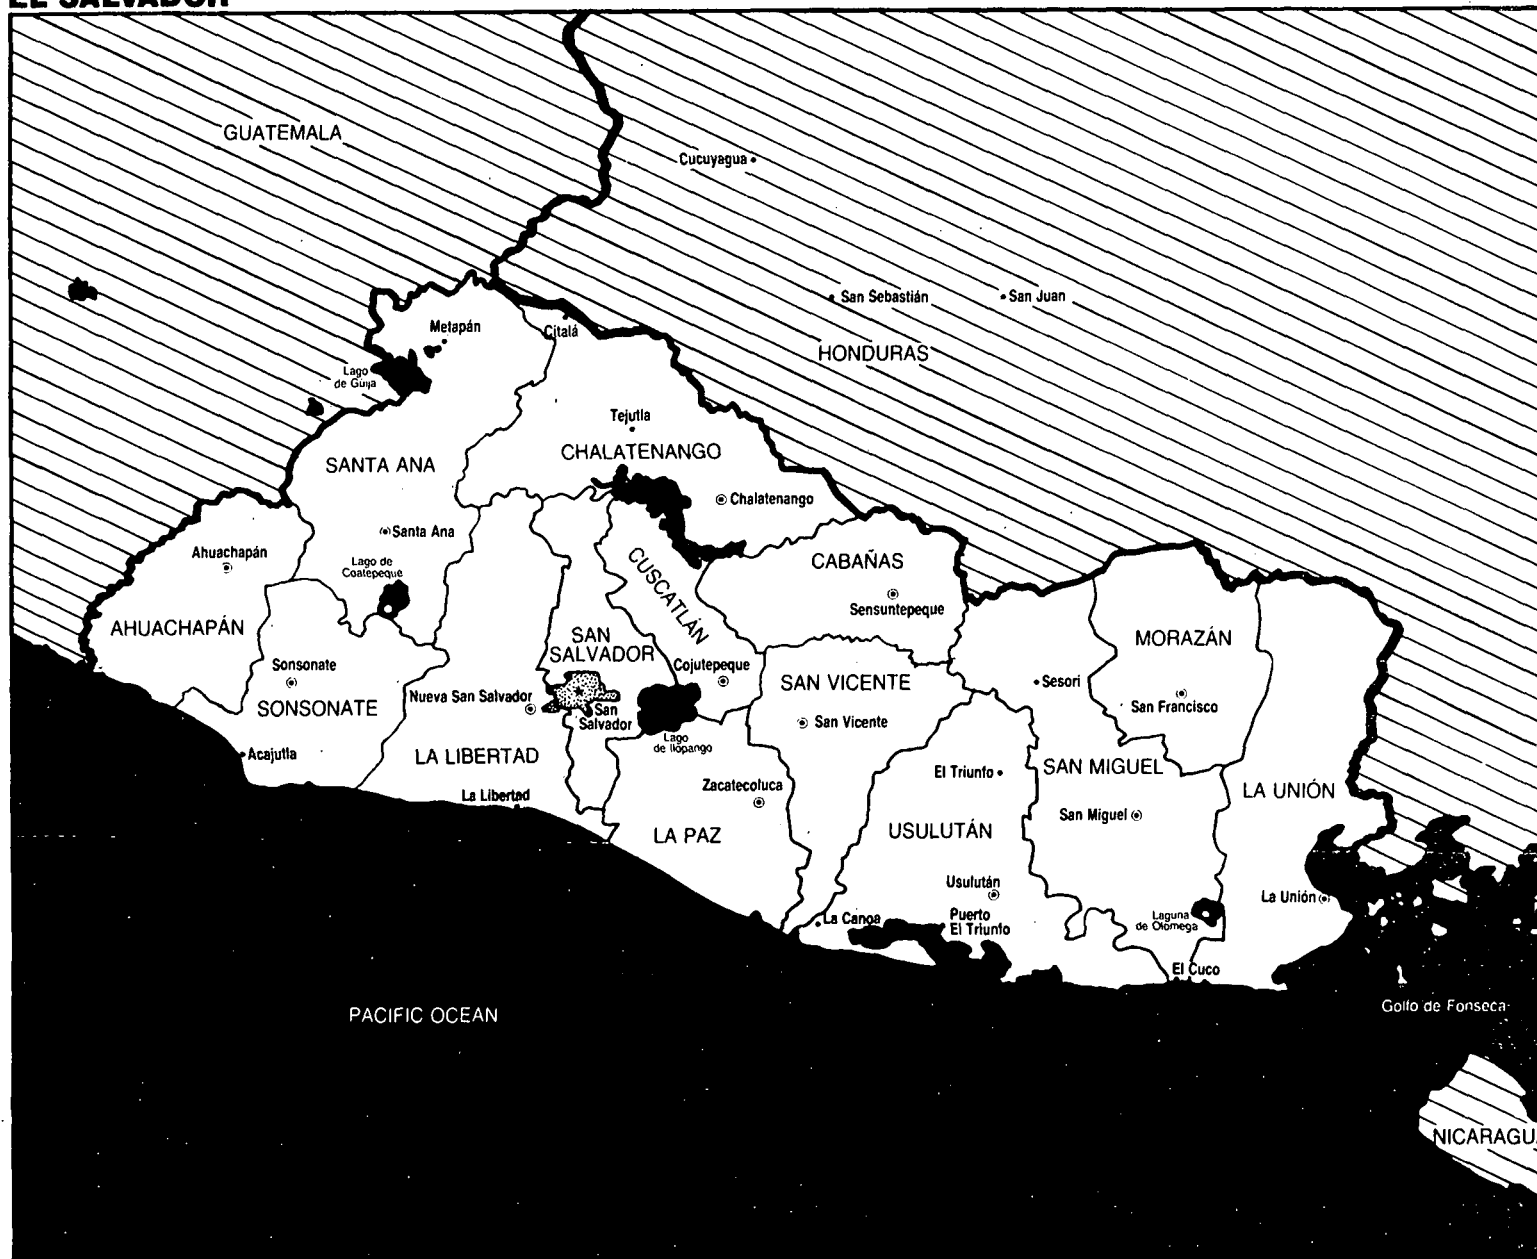 EL SALVADOR
GUATEMALA
Cucuyagua
San Sebastián
San Juan
HONDURAS
Metapán
Citalá
Lago
de Güija
Tejutla
CHALATENANGO
SANTA ANA
Chalatenango
Santa Ana
Ahuachapán
Lago de
Coatepeque
CUSCATLÁN
CABAÑAS
Sensuntepeque
AHUACHAPÁN
SAN
SALVADOR
MORAZÁN
Sonsonate
Cojutepeque
SAN VICENTE
Sesori
SONSONATE
Nueva San Salvador
San
Salvador
San Francisco
San Vicente
Lago
de Ilopango
Acajutla
LA LIBERTAD
El Triunfo
SAN MIGUEL
Zacatecoluca
LA UNIÓN
La Libertad
San Miguel
LA PAZ
USULUTÁN
Usulután
La Unión
La Canoa
Puerto
El Triunfo
Laguna
de Olomega
El Cuco
Golfo de Fonseca
PACIFIC OCEAN
NICARAGU